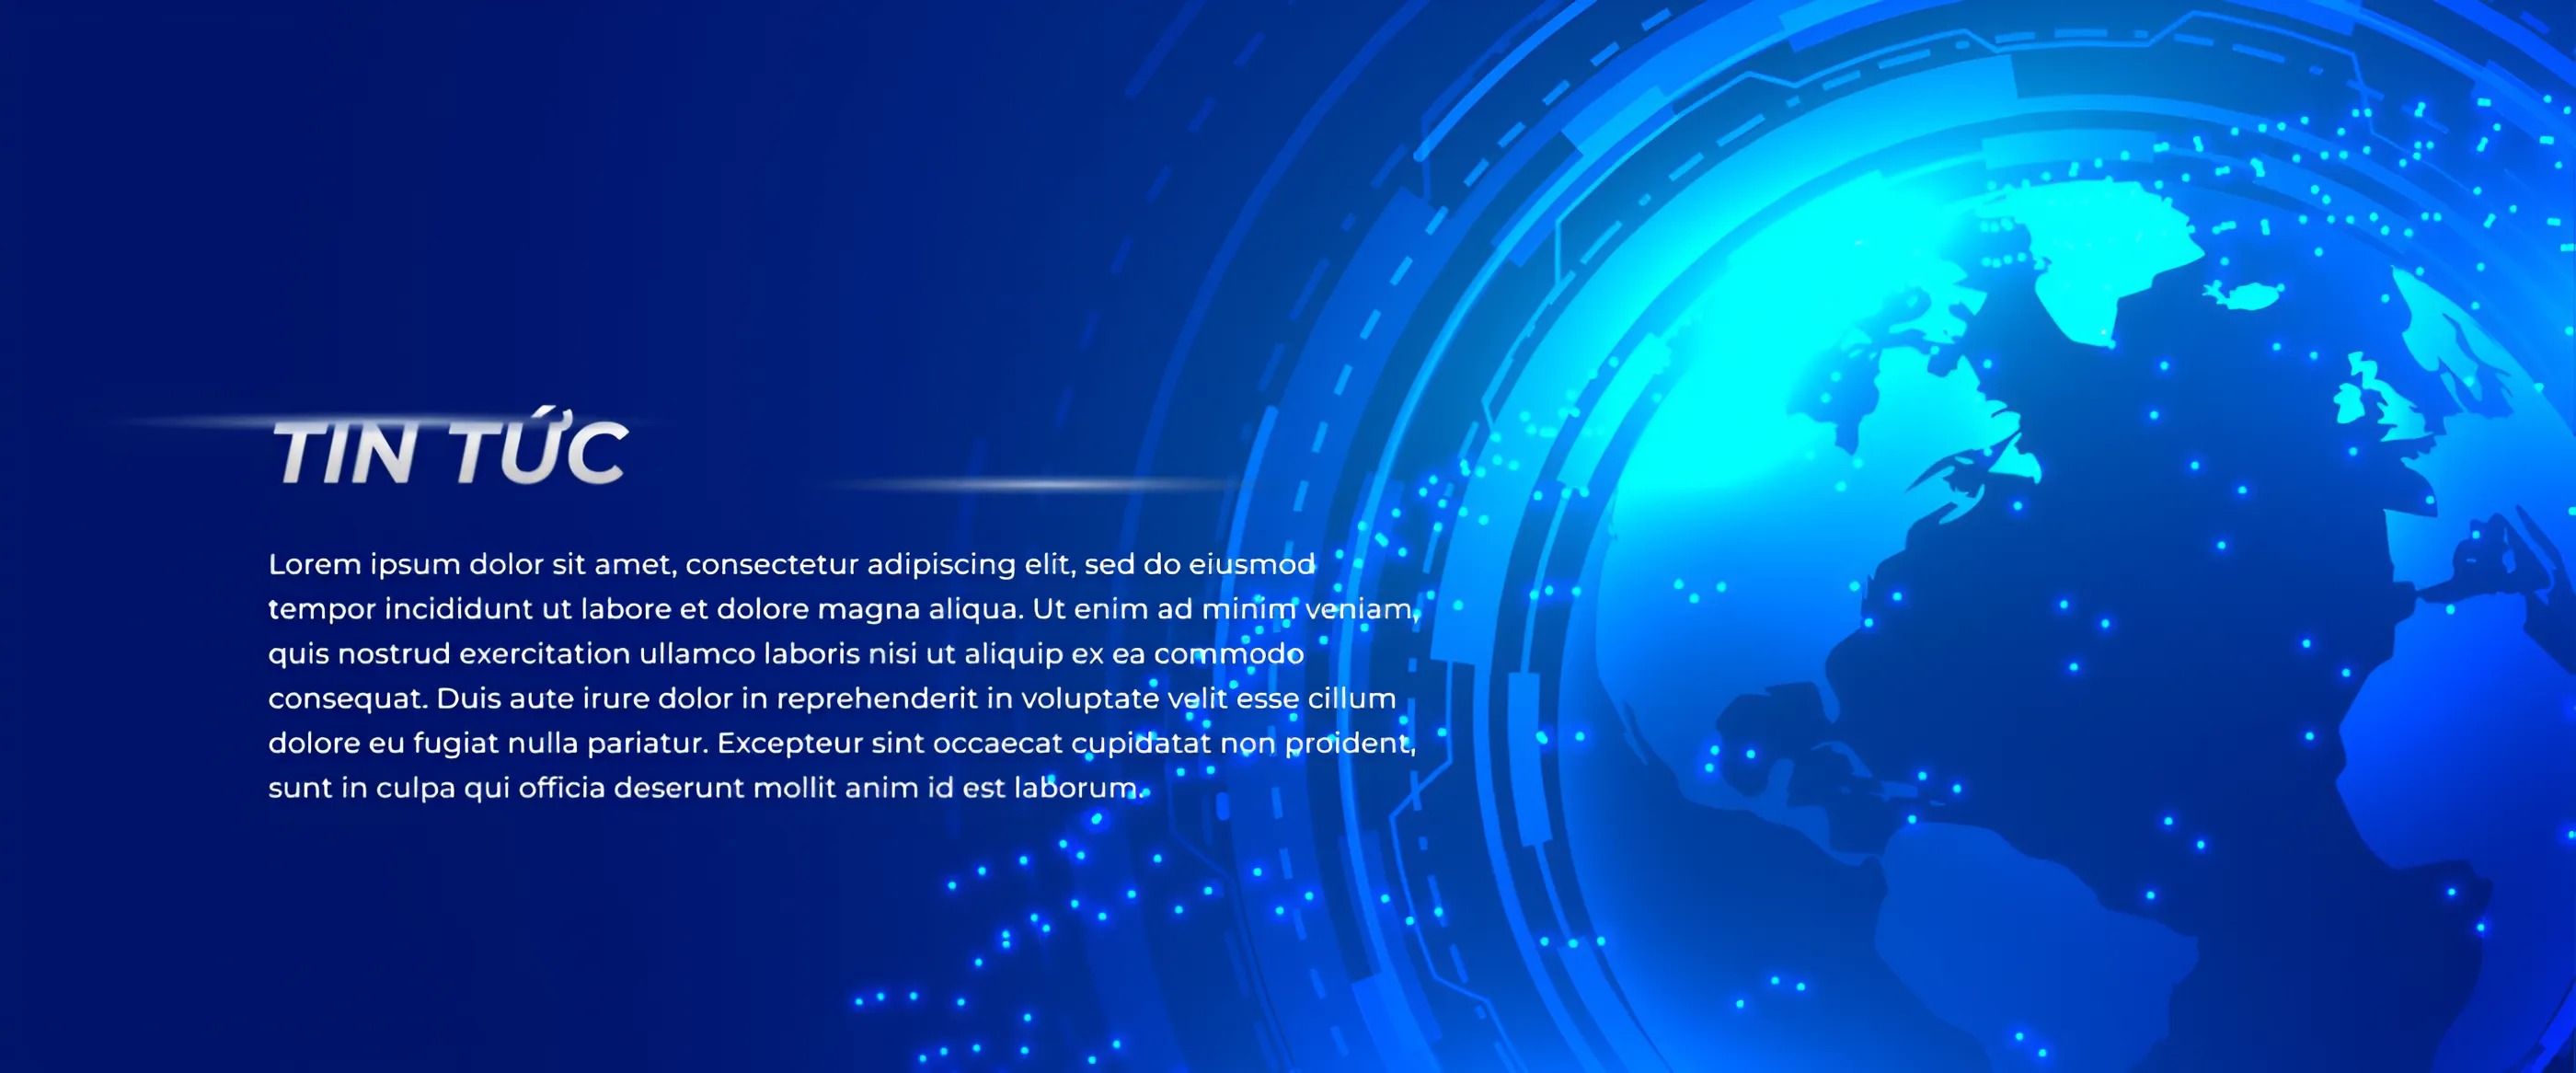 TIN TỨC
Lorem ipsum dolor sit amet, consectetur adipiscing elit, sed do eiusmod
tempor incididunt ut labore et dolore magna aliqua. Ut enim ad minim veniam,
quis nostrud exercitation ullamco laboris nisi ut aliquip ex ea commodo
consequat. Duis aute irure dolor in reprehenderit in voluptate velit esse cillum
dolore eu fugiat nulla pariatur. Excepteur sint occaecat cupidatat non proident,
sunt in culpa qui officia deserunt mollit anim id est laborum.